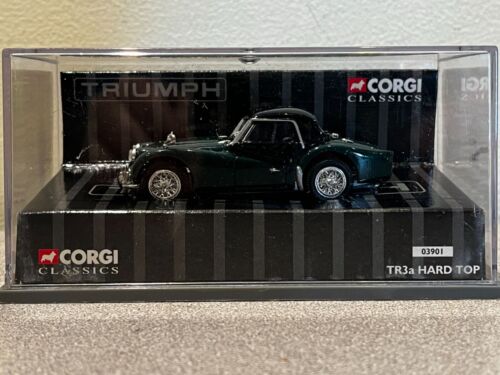 TRIUMPH
CORGI
CLASSICS
CORGI
CLASSICS
03901
TR3a HARD TOP